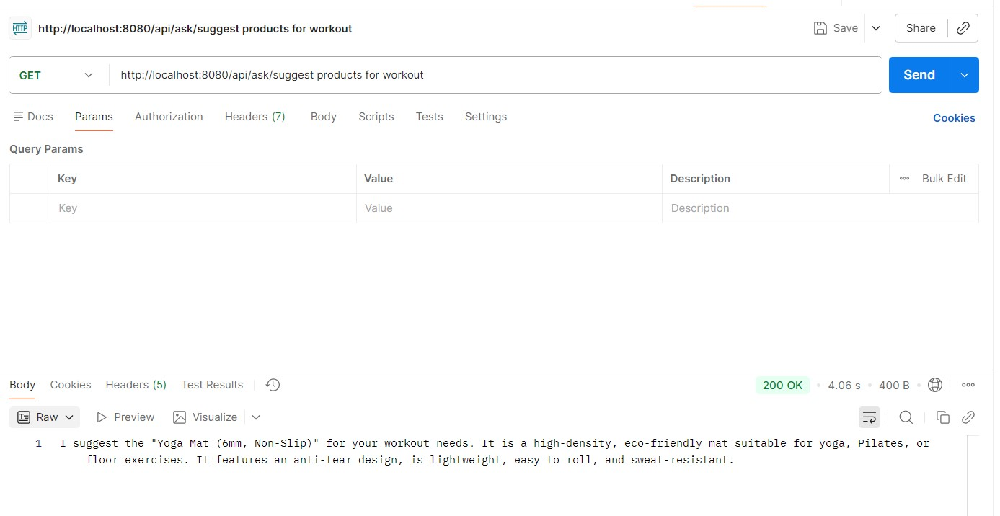 HTTP http://localhost:8080/api/ask/suggest products for workout Save Share
GET http://localhost:8080/api/ask/suggest products for workout Send
Docs Params Authorization Headers (7) Body Scripts Tests Settings Cookies
Query Params
Key Value Description Bulk Edit
Key Value Description
Body Cookies Headers (5) Test Results 200 OK 4.06 s 400 B
Raw Preview Visualize
1 I suggest the "Yoga Mat (6mm, Non-Slip)" for your workout needs. It is a high-density, eco-friendly mat suitable for yoga, Pilates, or
floor exercises. It features an anti-tear design, is lightweight, easy to roll, and sweat-resistant.